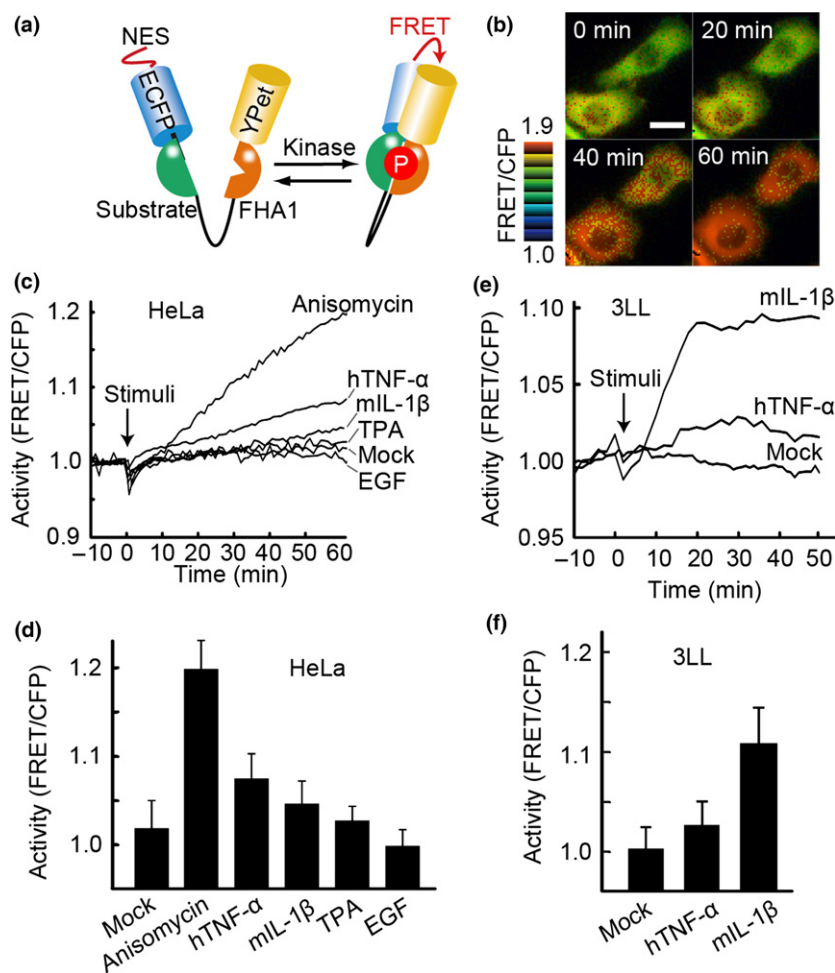 (a)
NES
ECFP
YPet
Substrate
FHA1
Kinase
P
FRET
(b)
0 min
20 min
40 min
60 min
1.9
FRET/CFP
1.0
(c)
HeLa
Anisomycin
hTNF-α
mIL-1β
TPA
Mock
EGF
Stimuli
Activity (FRET/CFP)
1.2
1.1
1.0
0.9
–10 0 10 20 30 40 50 60
Time (min)
(e)
3LL
mIL-1β
hTNF-α
Mock
Stimuli
Activity (FRET/CFP)
1.10
1.05
1.00
0.95
–10 0 10 20 30 40 50
Time (min)
(d)
HeLa
Activity (FRET/CFP)
1.2
1.1
1.0
Mock
Anisomycin
hTNF-α
mIL-1β
TPA
EGF
(f)
3LL
Activity (FRET/CFP)
1.2
1.1
1.0
Mock
hTNF-α
mIL-1β